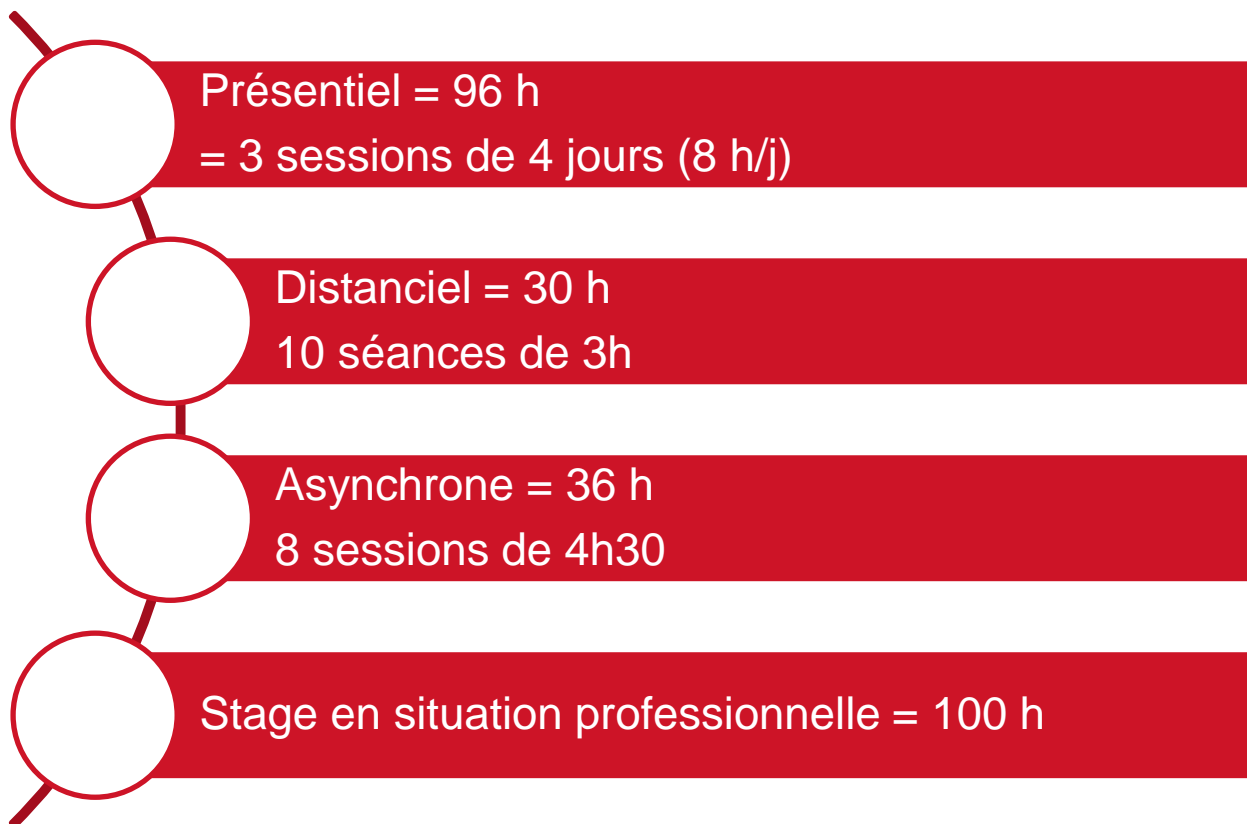 Présentiel = 96 h
= 3 sessions de 4 jours (8 h/j)
Distanciel = 30 h
10 séances de 3h
Asynchrone = 36 h
8 sessions de 4h30
Stage en situation professionnelle = 100 h